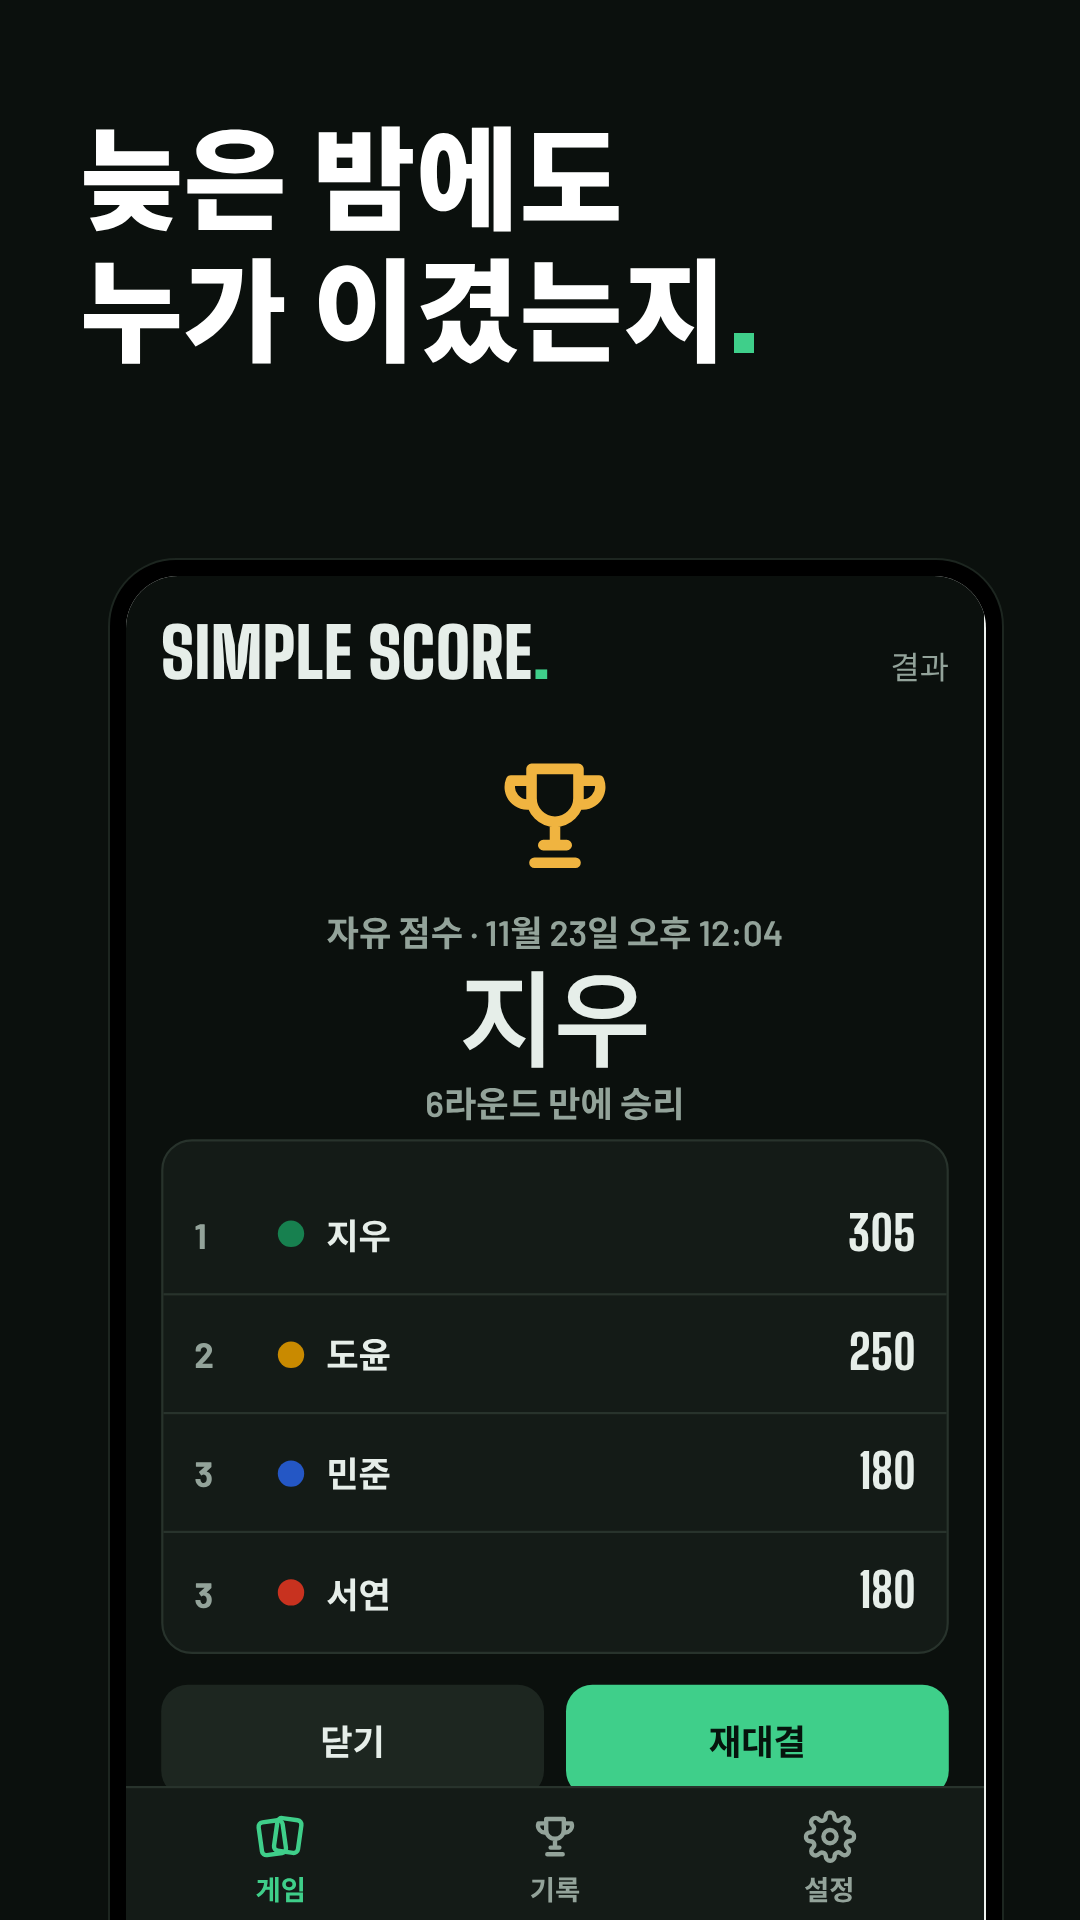 늦은 밤에도
누가 이겼는지.
SIMPLE SCORE.
결과
자유 점수 · 11월 23일 오후 12:04
지우
6라운드 만에 승리
1 지우 305
2 도윤 250
3 민준 180
3 서연 180
닫기 재대결
게임 기록 설정